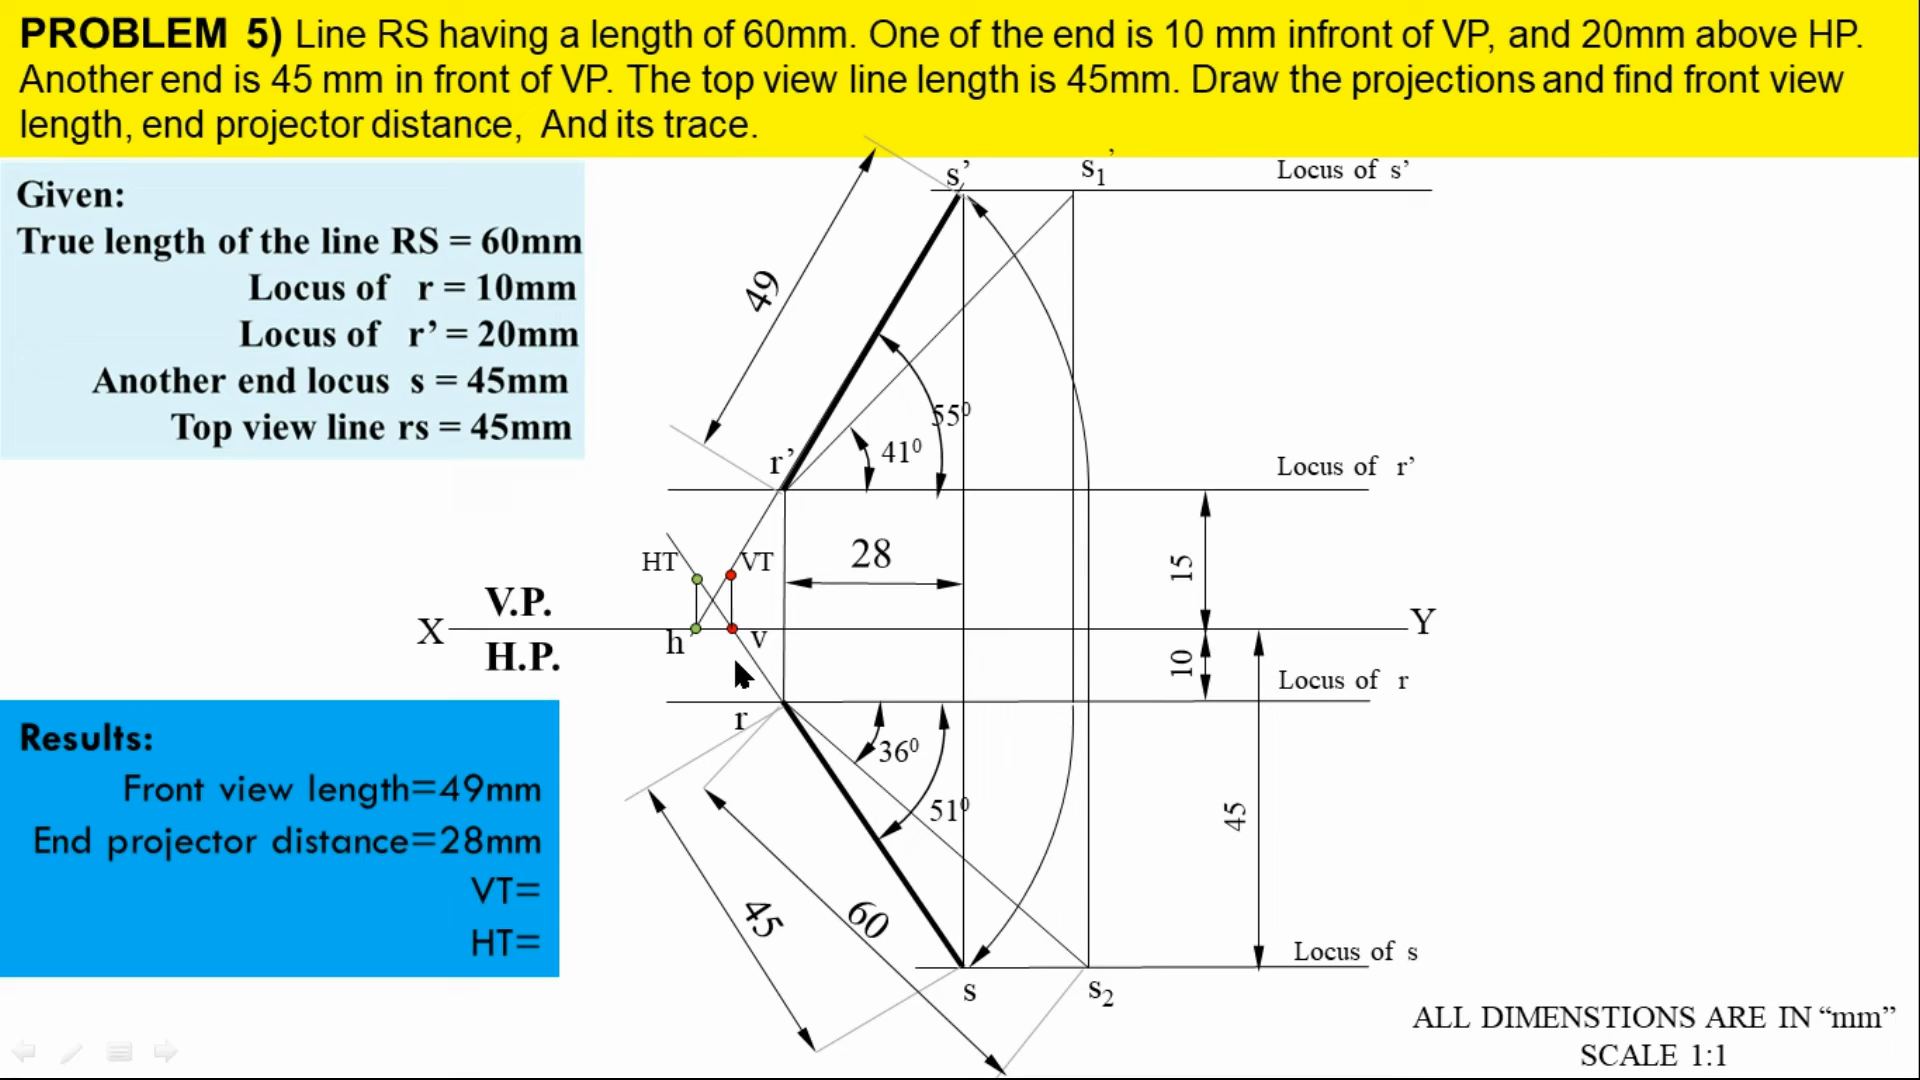 PROBLEM 5) Line RS having a length of 60mm. One of the end is 10 mm infront of VP, and 20mm above HP.
Another end is 45 mm in front of VP. The top view line length is 45mm. Draw the projections and find front view
length, end projector distance, And its trace.
Given:
True length of the line RS = 60mm
Locus of r = 10mm
Locus of r’ = 20mm
Another end locus s = 45mm
Top view line rs = 45mm
s’
s₁’
Locus of s’
49
55⁰
41⁰
r’
Locus of r’
HT
VT
28
15
V.P.
X
Y
h’
v
H.P.
10
Locus of r
r
36⁰
51⁰
45
Results:
Front view length=49mm
End projector distance=28mm
VT=
HT=
45
60
Locus of s
s
s₂
ALL DIMENSTIONS ARE IN “mm”
SCALE 1:1